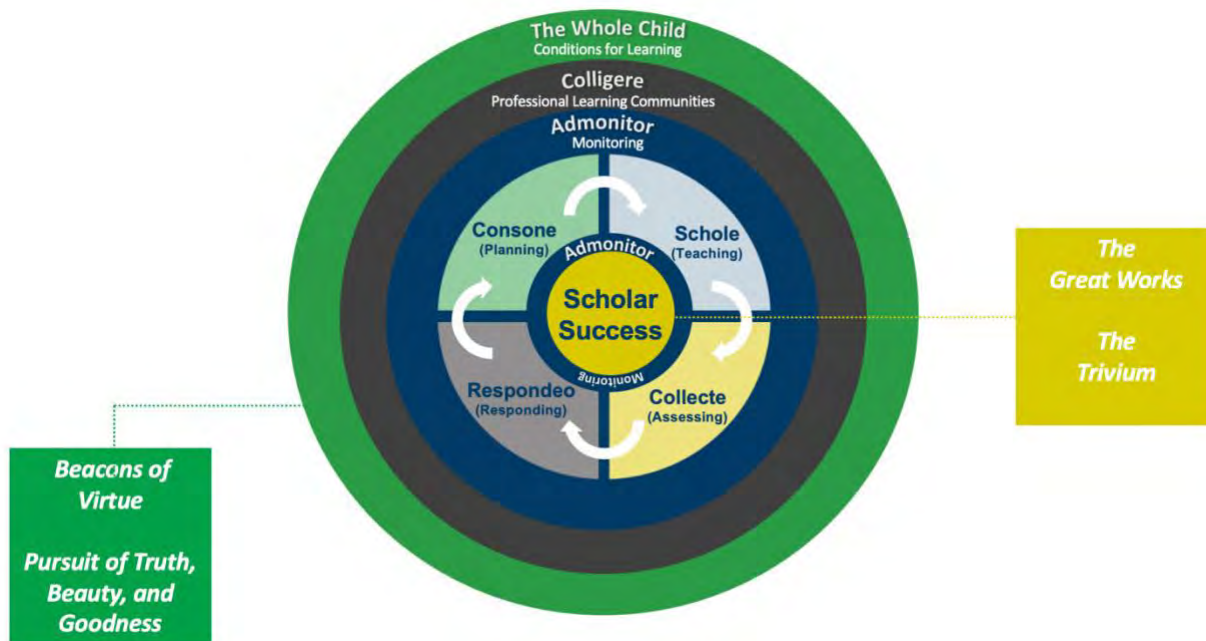 The Whole Child
Conditions for Learning
Colligere
Professional Learning Communities
Admonitor
Monitoring
Consone
(Planning)
Schole
(Teaching)
Admonitor
Scholar
Success
Monitoring
Respondeo
(Responding)
Collecte
(Assessing)
The
Great Works
The
Trivium
Beacons of
Virtue
Pursuit of Truth,
Beauty, and
Goodness